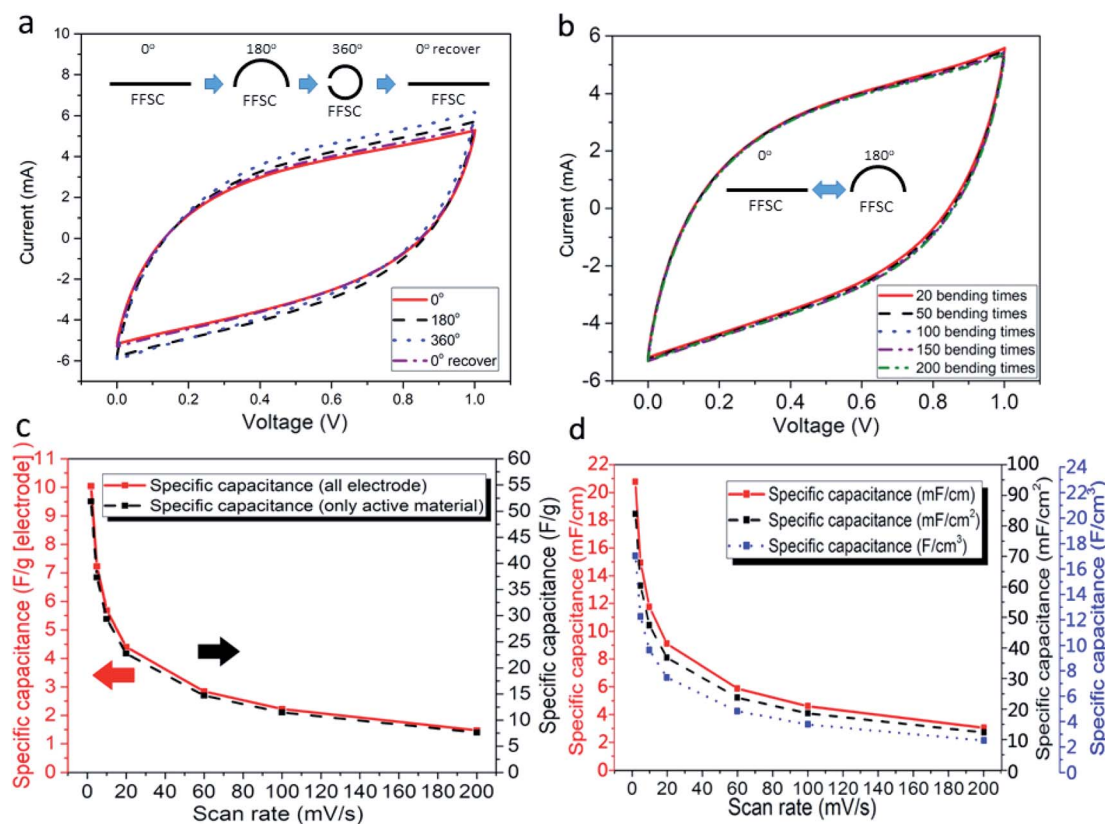 a
10
8
6
4
2
0
-2
-4
-6
Current (mA)
0º
180º
360º
0º recover
FFSC
FFSC
FFSC
FFSC
0º
180º
360º
0º recover
0.0 0.2 0.4 0.6 0.8 1.0
Voltage (V)
b
6
4
2
0
-2
-4
-6
Current (mA)
0º
180º
FFSC
FFSC
20 bending times
50 bending times
100 bending times
150 bending times
200 bending times
0.0 0.2 0.4 0.6 0.8 1.0
Voltage (V)
c
11
10
9
8
7
6
5
4
3
2
1
0
Specific capacitance (F/g [electrode] )
Specific capacitance (all electrode)
Specific capacitance (only active material)
60
55
50
45
40
35
30
25
20
15
10
5
0
Specific capacitance (F/g)
0 20 40 60 80 100 120 140 160 180 200
Scan rate (mV/s)
d
22
20
18
16
14
12
10
8
6
4
2
0
Specific capacitance (mF/cm)
Specific capacitance (mF/cm)
Specific capacitance (mF/cm²)
Specific capacitance (F/cm³)
100
90
80
70
60
50
40
30
20
10
0
Specific capacitance (mF/cm²)
24
22
20
18
16
14
12
10
8
6
4
2
0
Specific capacitance (F/cm³)
0 20 40 60 80 100 120 140 160 180 200
Scan rate (mV/s)